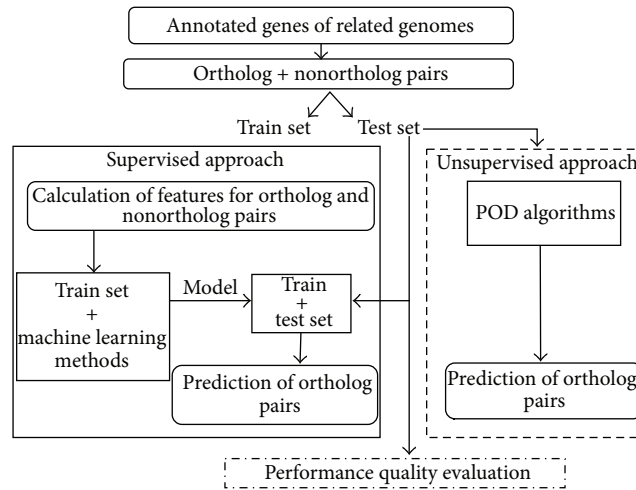 Annotated genes of related genomes
Ortholog + nonortholog pairs
Train set
Test set
Supervised approach
Calculation of features for ortholog and
nonortholog pairs
Train set
+
machine learning
methods
Model
Train
+
test set
Prediction of ortholog
pairs
Unsupervised approach
POD algorithms
Prediction of ortholog
pairs
Performance quality evaluation